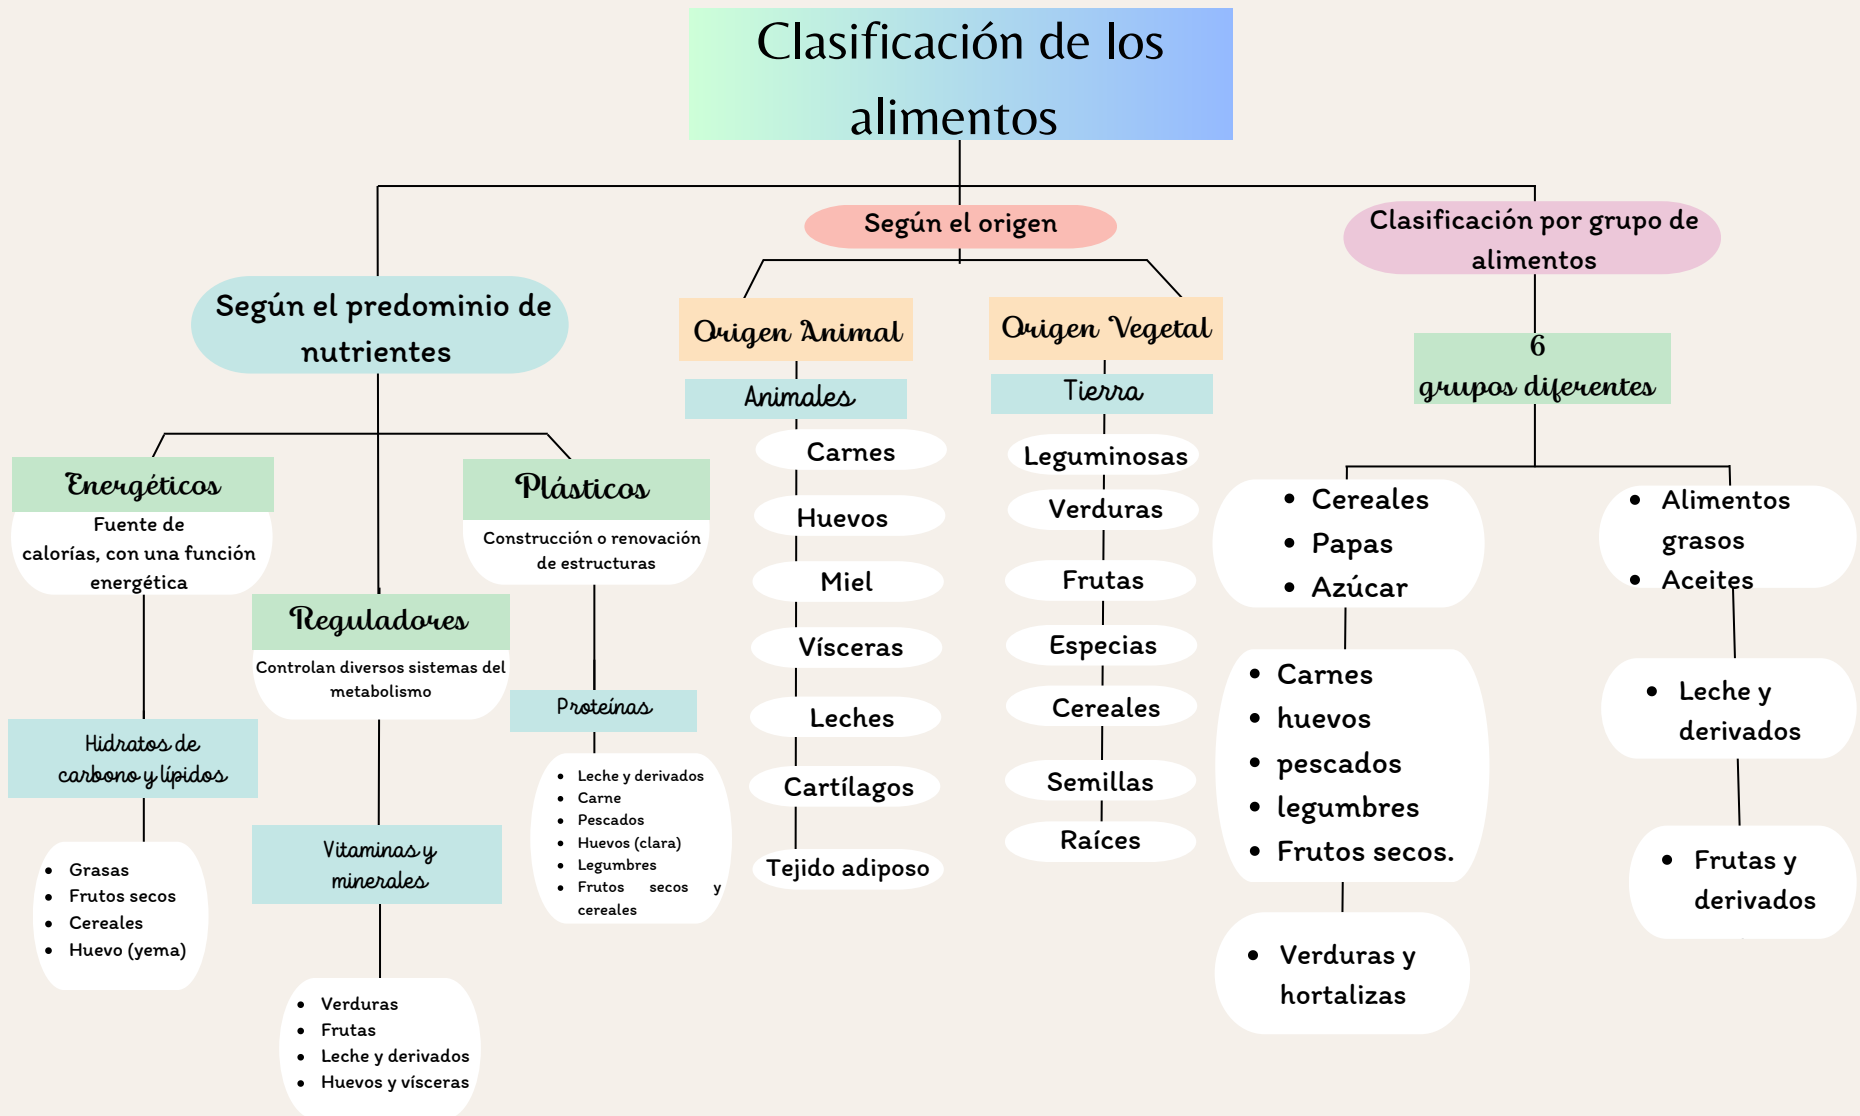 Clasificación de los
alimentos
Según el predominio de
nutrientes
Energéticos
Fuente de
calorías, con una función
energética
Hidratos de
carbono y lípidos
• Grasas
• Frutos secos
• Cereales
• Huevo (yema)
Reguladores
Controlan diversos sistemas del
metabolismo
Vitaminas y
minerales
• Verduras
• Frutas
• Leche y derivados
• Huevos y vísceras
Plásticos
Construcción o renovación
de estructuras
Proteínas
• Leche y derivados
• Carne
• Pescados
• Huevos (clara)
• Legumbres
• Frutos secos y
cereales
Según el origen
Origen Animal
Animales
Carnes
Huevos
Miel
Vísceras
Leches
Cartílagos
Tejido adiposo
Origen Vegetal
Tierra
Leguminosas
Verduras
Frutas
Especias
Cereales
Semillas
Raíces
Clasificación por grupo de
alimentos
6
grupos diferentes
• Cereales
• Papas
• Azúcar
• Carnes
• huevos
• pescados
• legumbres
• Frutos secos.
• Verduras y
hortalizas
• Alimentos
grasos
• Aceites
• Leche y
derivados
• Frutas y
derivados